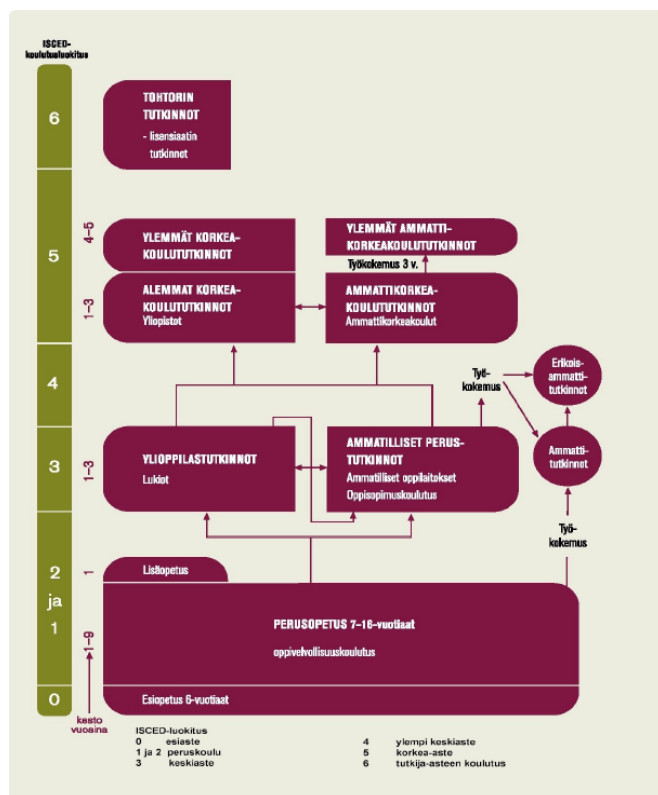 ISCED-
koulutusluokitus
6
TOHTORIN
TUTKINNOT
- lisensiaatin
tutkinnot
5
4–5
YLEMMÄT KORKEA-
KOULUTUTKINNOT
YLEMMÄT AMMATTI-
KORKEAKOULUTUTKINNOT
Työkokemus 3 v.
1–3
ALEMMAT KORKEA-
KOULUTUTKINNOT
Yliopistot
AMMATTIKORKEA-
KOULUTUTKINNOT
Ammattikorkeakoulut
4
Työ-
kokemus
Erikois-
ammatti-
tutkinnot
3
1–3
YLIOPPILASTUTKINNOT
Lukiot
AMMATILLISET PERUS-
TUTKINNOT
Ammatilliset oppilaitokset
Oppisopimuskoulutus
Ammatti-
tutkinnot
Työ-
kokemus
2
ja
1
1
Lisäopetus
1–9
PERUSOPETUS 7–16-vuotiaat
oppivelvollisuuskoulutus
0
Esiopetus 6-vuotiaat
kesto
vuosina
ISCED-luokitus
0 esiaste
1 ja 2 peruskoulu
3 keskiaste
4 ylempi keskiaste
5 korkea-aste
6 tutkija-asteen koulutus